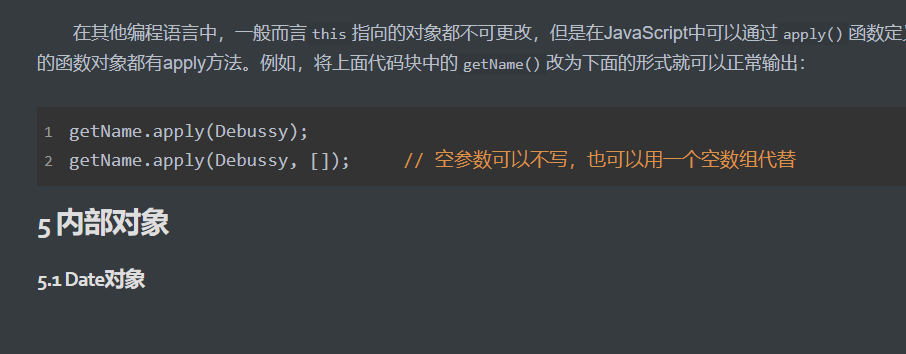 在其他编程语言中，一般而言 this 指向的对象都不可更改，但是在JavaScript中可以通过 apply() 函数定
的函数对象都有apply方法。例如，将上面代码块中的 getName() 改为下面的形式就可以正常输出：
1 getName.apply(Debussy);
2 getName.apply(Debussy, []);     // 空参数可以不写，也可以用一个空数组代替
5 内部对象
5.1 Date对象